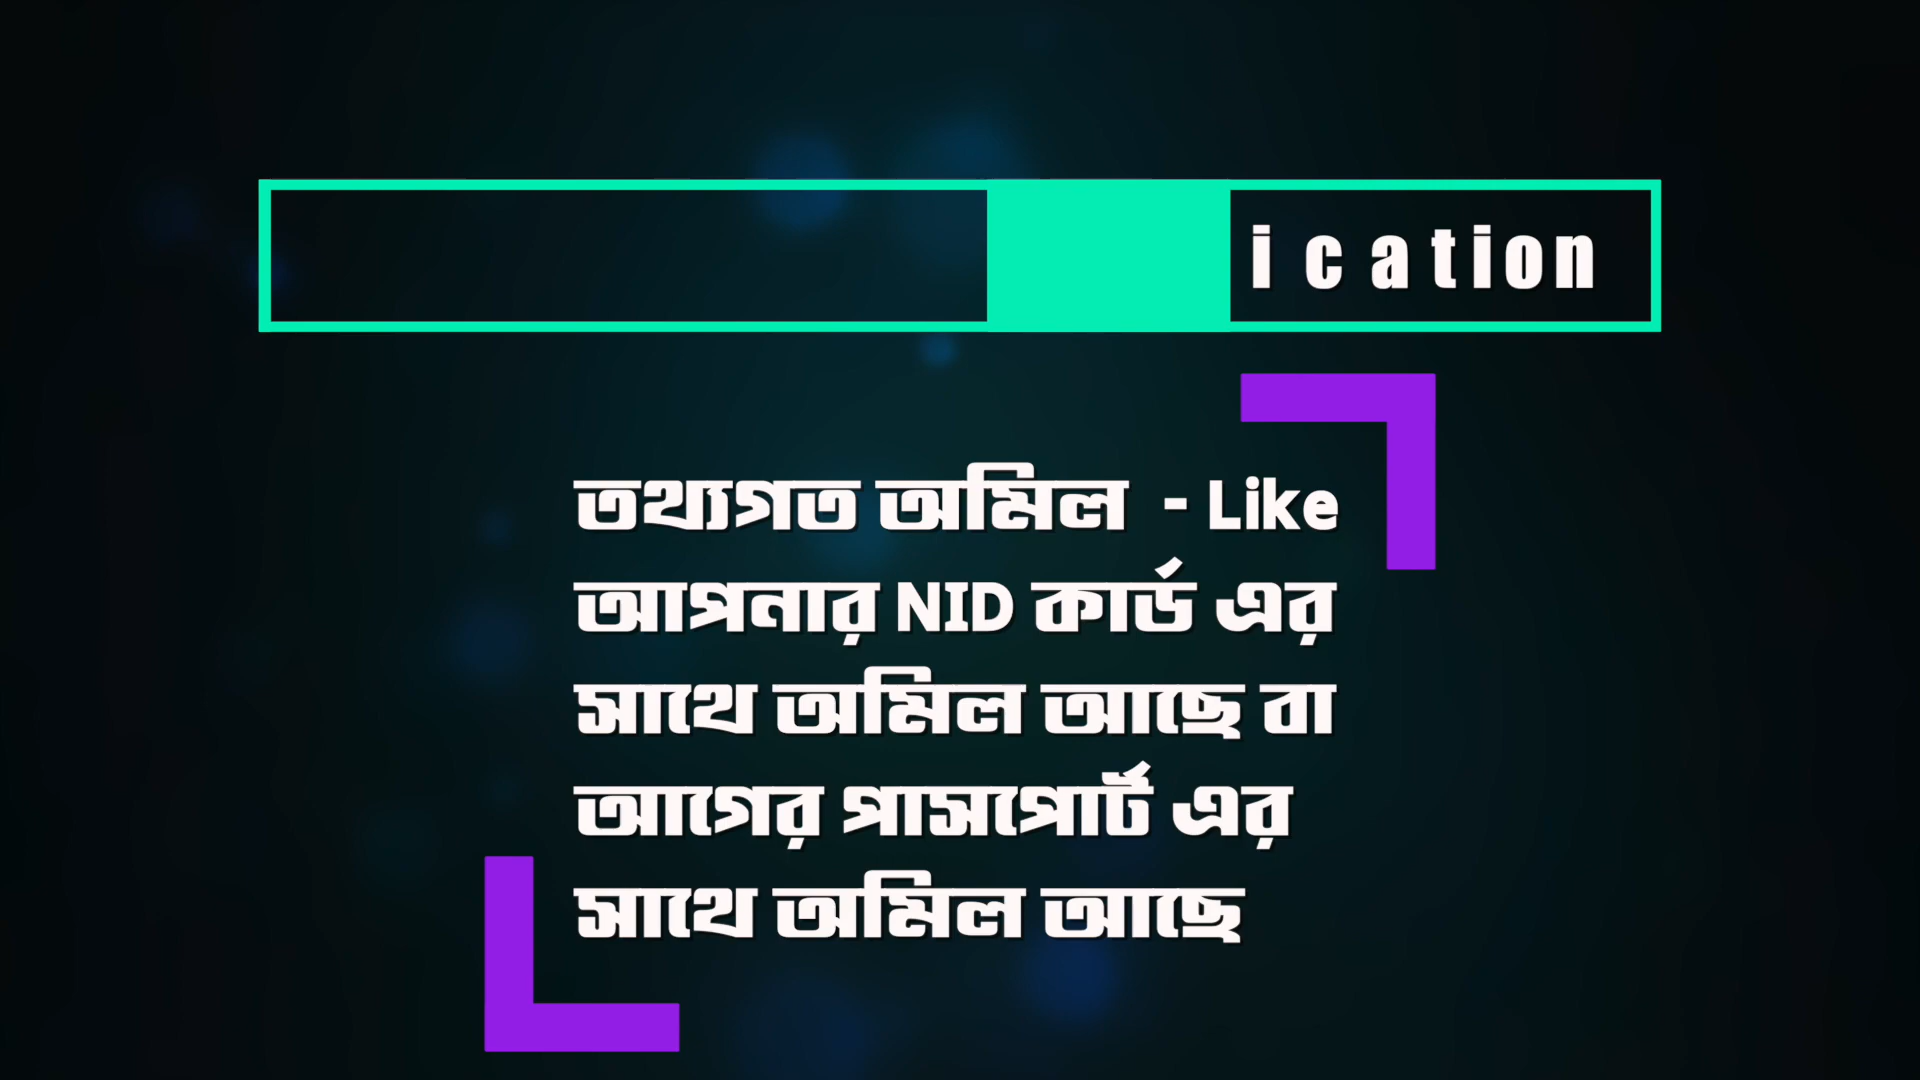 ication
তথ্যগত অমিল - Like
আপনার NID কার্ড এর
সাথে অমিল আছে বা
আগের পাসপোর্ট এর
সাথে অমিল আছে